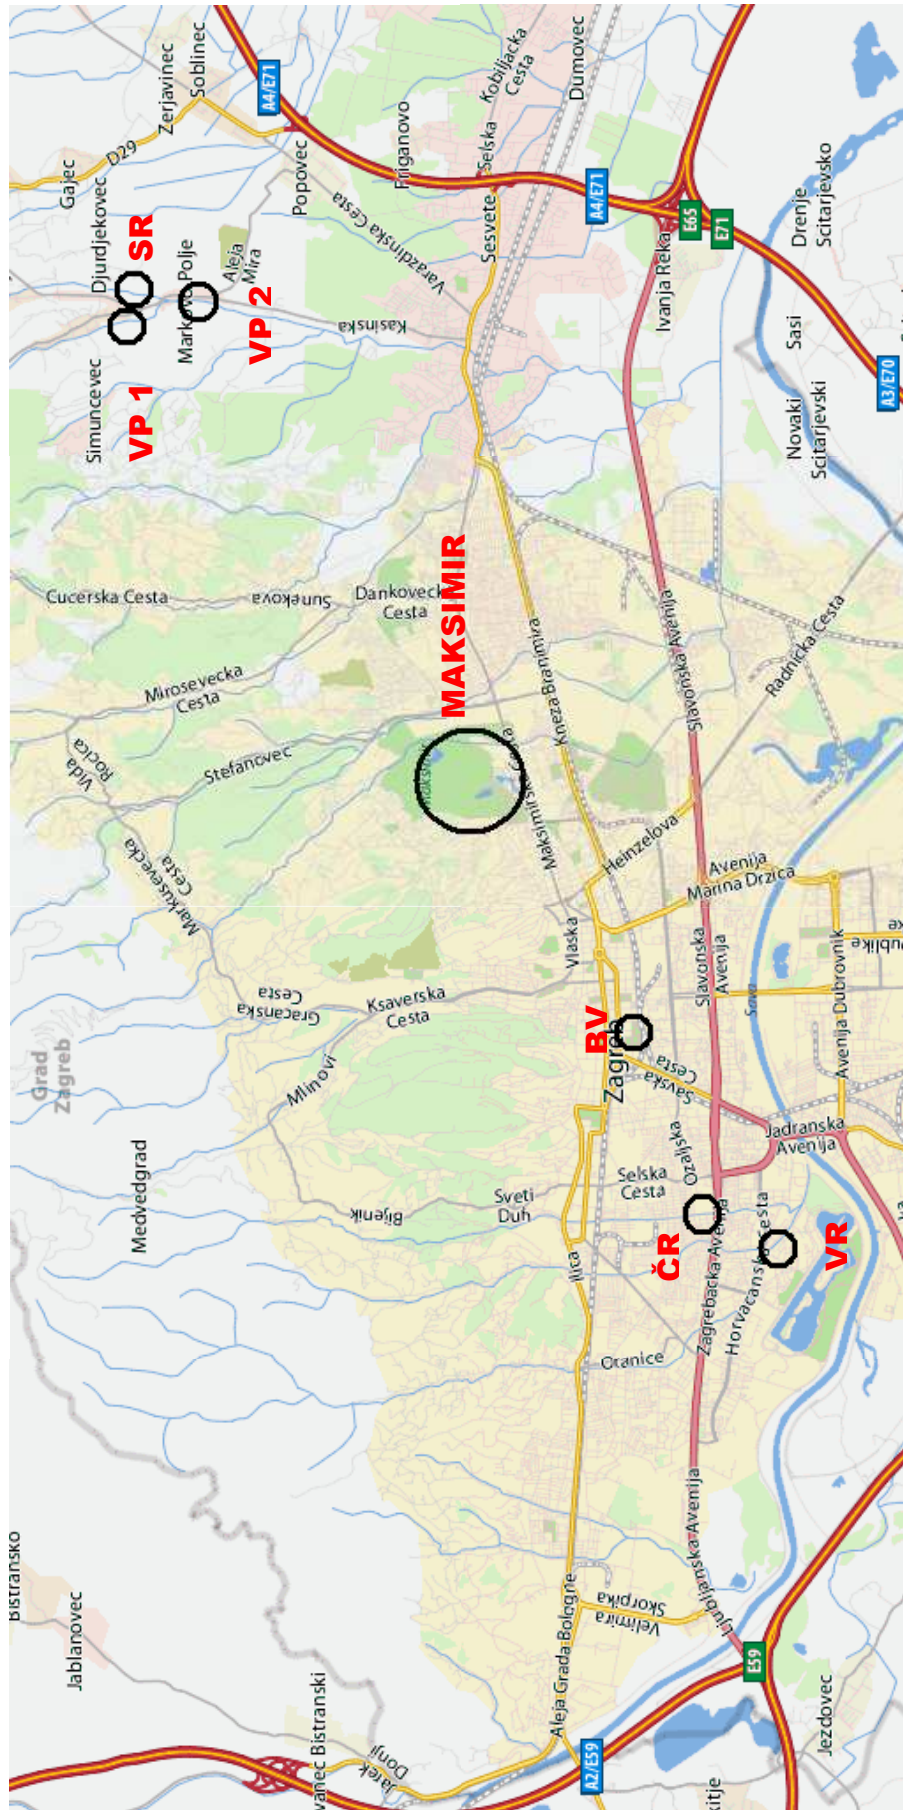 Bistransko
Jablanovec
Grad
Zagreb
Medvedgrad
Vida
Rocica
Cucerska Cesta
Gajec
Zerjavinec
Soblinec
D29
A4/E71
Djurdjekovec
SR
Simuncevec
VP 1
Markovo Polje
Aleja
Mira
VP 2
Popovec
Varazdinska Cesta
Kasinska
Sunekova
Dankovecka
Cesta
Mirosevecka
Cesta
Stefanovec
Markusevecka
Cesta
Gracanska
Cesta
Ksaverska
Cesta
Mlinovi
Bijenik
Sveti
Duh
Ilica
MAKSIMIR
Maksimirska Cesta
Vlaska
Kneza Branimira
Heinzelova
Sesvete
Selska
Kobiljacka
Cesta
Dumovec
A4/E71
E65
E71
Ivanja Reka
Drenje
Scitarjevsko
Sasi
Novaki
Scitarjevski
A3/E70
Slavonska Avenija
Radnicka Cesta
Avenija
Marina Drzica
Slavonska
Avenija
Sava
Avenija Dubrovnik
BV
Zagreb
Savska
Cesta
Jadranska
Avenija
Selska
Cesta
Ozaljska
ČR
Zagrebacka Avenija
Horvacanska Cesta
VR
Oranice
Ljubljanska Avenija
Velimira
Skorpika
Aleja Grada Bologne
Donji
Jarek
A2/E59
E59
Jezdovec